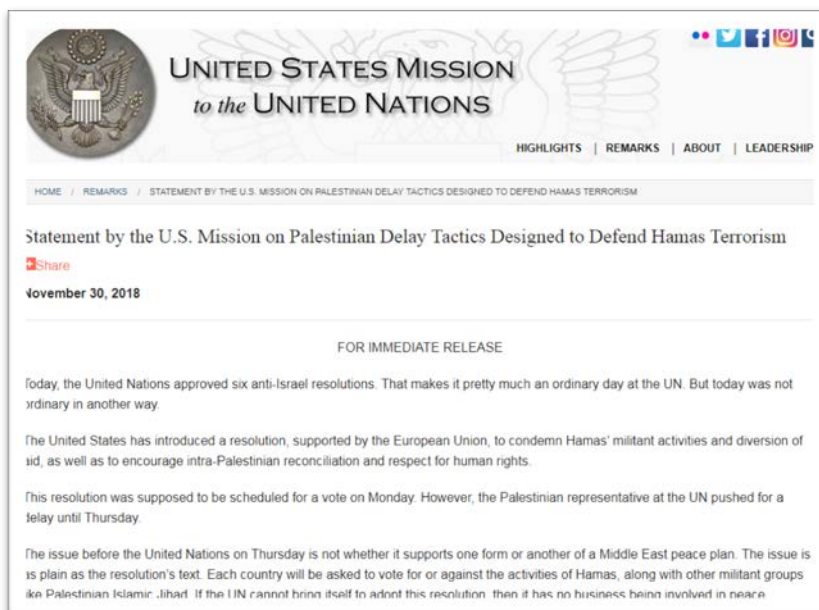 UNITED STATES MISSION
to the UNITED NATIONS
HIGHLIGHTS | REMARKS | ABOUT | LEADERSHIP
HOME / REMARKS / STATEMENT BY THE U.S. MISSION ON PALESTINIAN DELAY TACTICS DESIGNED TO DEFEND HAMAS TERRORISM
Statement by the U.S. Mission on Palestinian Delay Tactics Designed to Defend Hamas Terrorism
Share
November 30, 2018
FOR IMMEDIATE RELEASE
Today, the United Nations approved six anti-Israel resolutions. That makes it pretty much an ordinary day at the UN. But today was not
ordinary in another way.
The United States has introduced a resolution, supported by the European Union, to condemn Hamas' militant activities and diversion of
aid, as well as to encourage intra-Palestinian reconciliation and respect for human rights.
This resolution was supposed to be scheduled for a vote on Monday. However, the Palestinian representative at the UN pushed for a
delay until Thursday.
The issue before the United Nations on Thursday is not whether it supports one form or another of a Middle East peace plan. The issue is
as plain as the resolution's text. Each country will be asked to vote for or against the activities of Hamas, along with other militant groups
like Palestinian Islamic Jihad. If the UN cannot bring itself to adopt this resolution, then it has no business being involved in peace